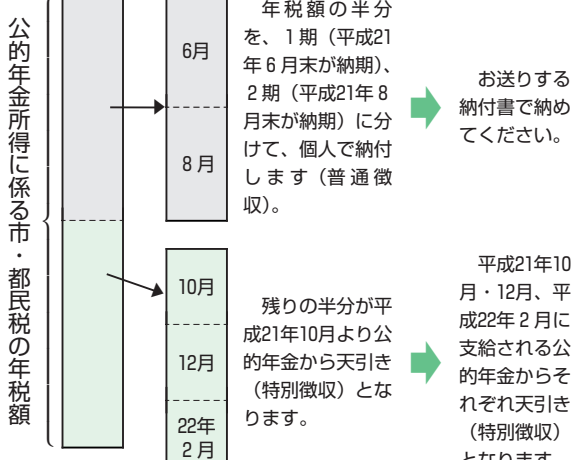 公的年金所得に係る市・都民税の年税額
6月
8月
年税額の半分
を、1期（平成21
年6月末が納期）、
2期（平成21年8
月末が納期）に分
けて、個人で納付
します（普通徴
収）。
お送りする
納付書で納め
てください。
10月
12月
22年
2月
残りの半分が平
成21年10月より公
的年金から天引き
（特別徴収）とな
ります。
平成21年10
月・12月、平
成22年2月に
支給される公
的年金からそ
れぞれ天引き
（特別徴収）
となります。